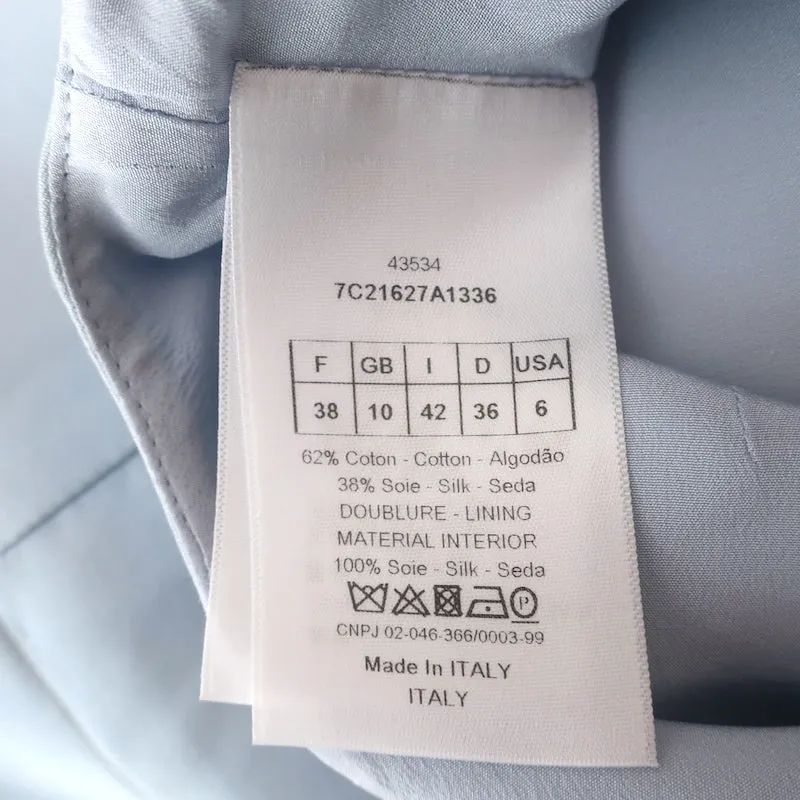 43534
7C21627A1336
F GB I D USA
38 10 42 36 6
62% Coton - Cotton - Algodão
38% Soie - Silk - Seda
DOUBLURE - LINING
MATERIAL INTERIOR
100% Soie - Silk - Seda
P
CNPJ 02-046-366/0003-99
Made In ITALY
ITALY